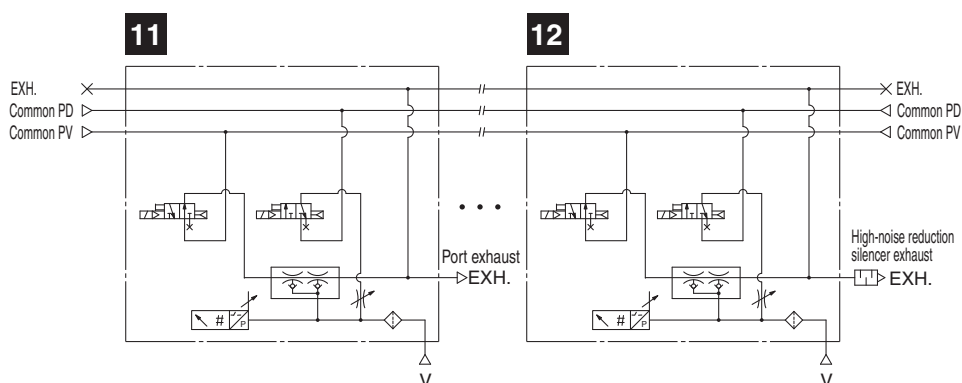 11
12
EXH.
EXH.
Common PD
Common PD
Common PV
Common PV
Port exhaust
EXH.
High-noise reduction
silencer exhaust
EXH.
#
P
#
P
V
V